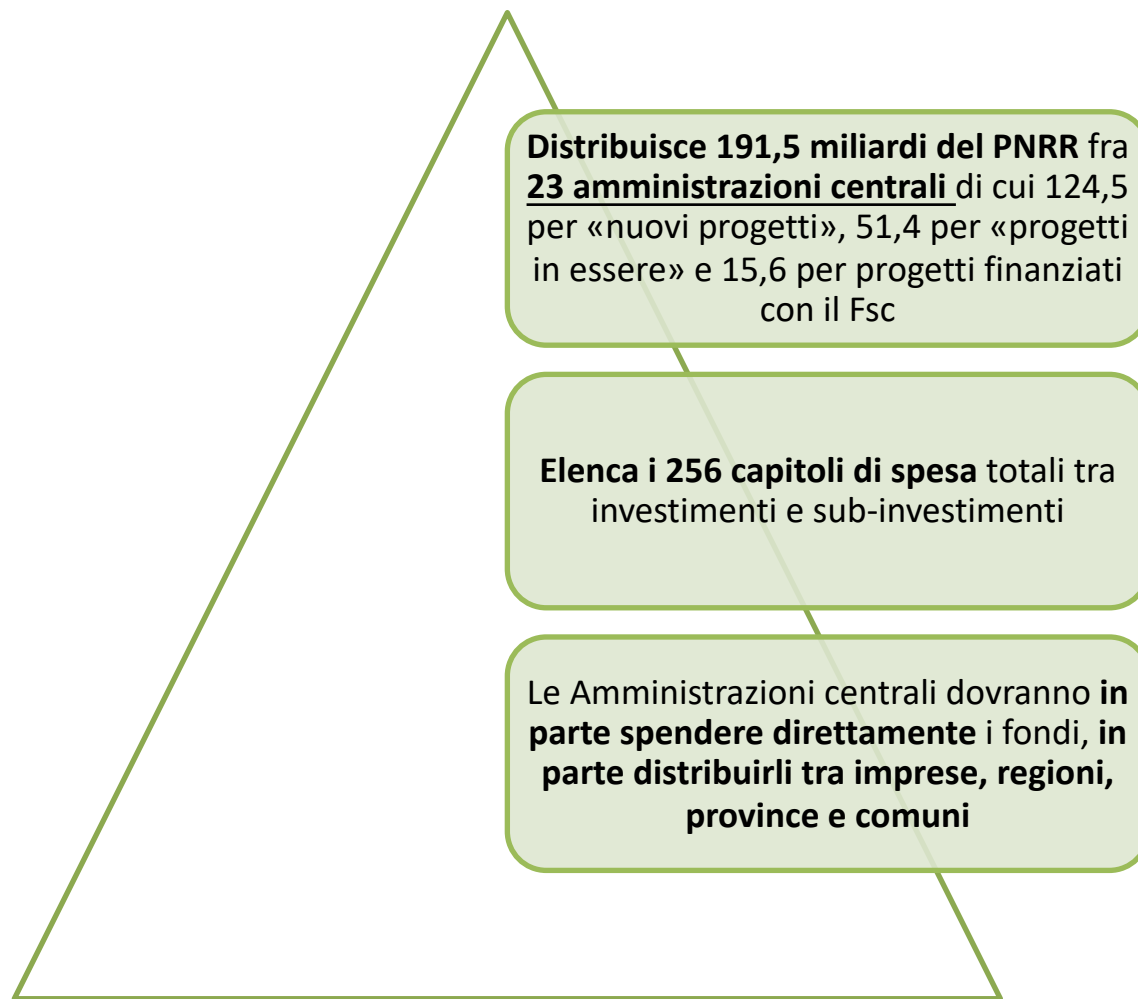 Distribuisce 191,5 miliardi del PNRR fra
23 amministrazioni centrali di cui 124,5
per «nuovi progetti», 51,4 per «progetti
in essere» e 15,6 per progetti finanziati
con il Fsc
Elenca i 256 capitoli di spesa totali tra
investimenti e sub-investimenti
Le Amministrazioni centrali dovranno in
parte spendere direttamente i fondi, in
parte distribuirli tra imprese, regioni,
province e comuni